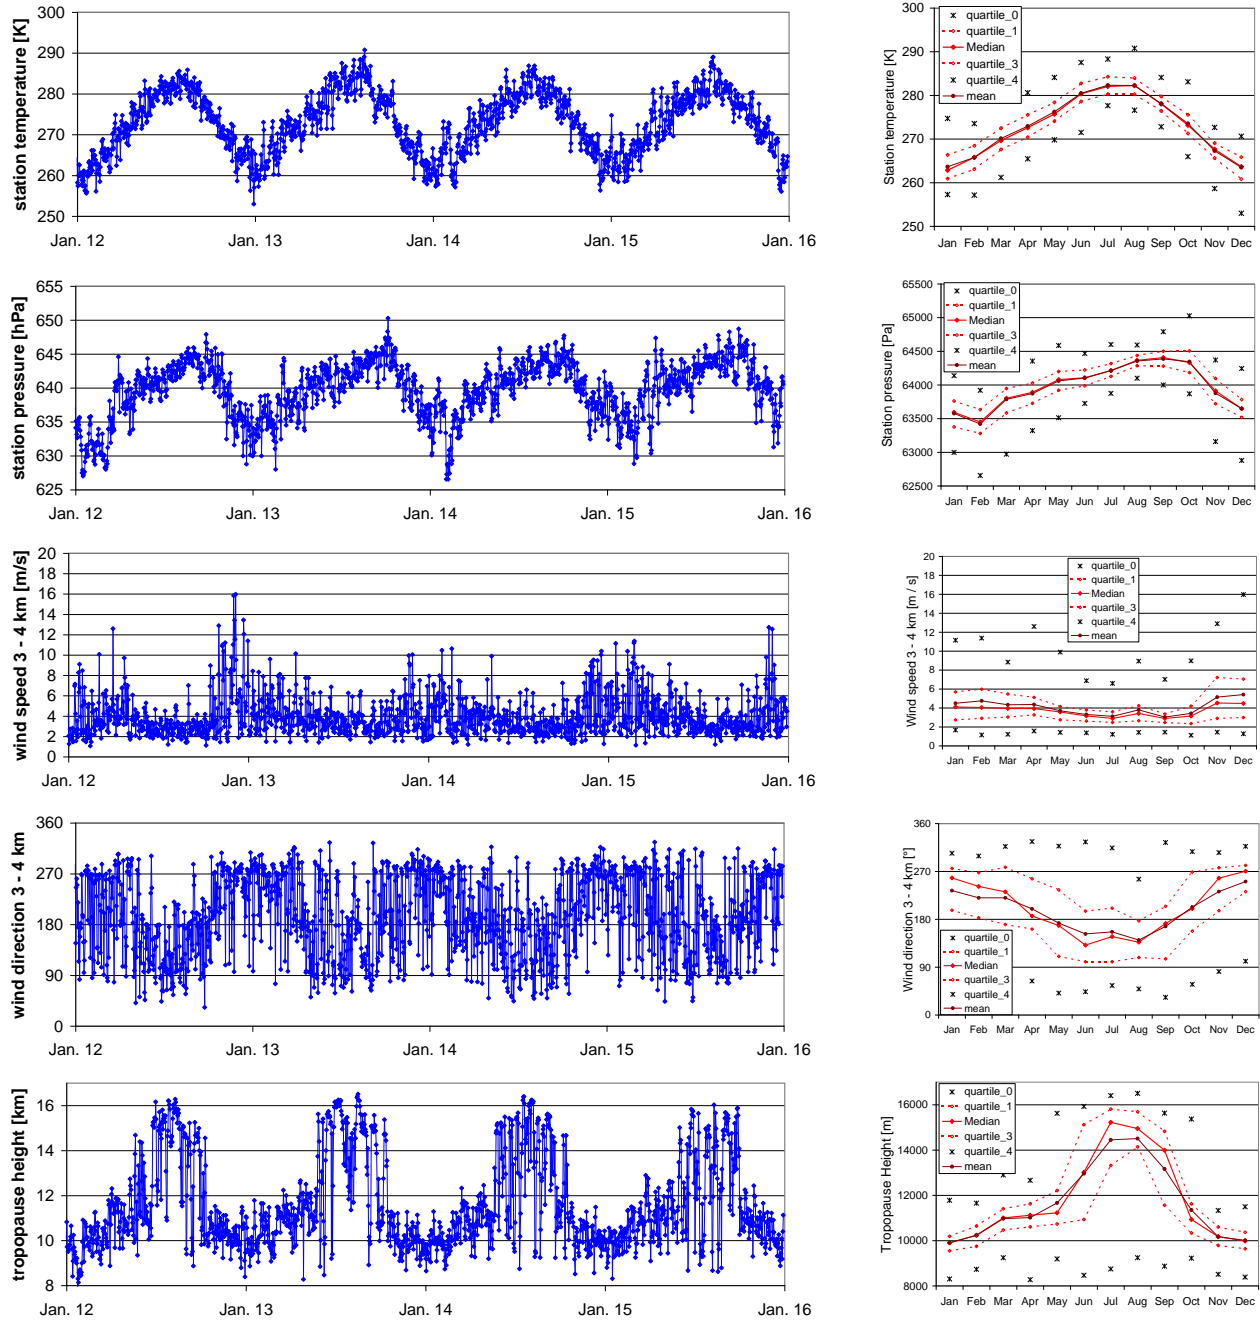 station temperature [K]
300
290
280
270
260
250
Jan. 12
Jan. 13
Jan. 14
Jan. 15
Jan. 16
Station temperature [K]
300
290
280
270
260
250
quartile_0
quartile_1
Median
quartile_3
quartile_4
mean
Jan Feb Mar Apr May Jun Jul Aug Sep Oct Nov Dec
station pressure [hPa]
655
650
645
640
635
630
625
Jan. 12
Jan. 13
Jan. 14
Jan. 15
Jan. 16
Station pressure [Pa]
65500
65000
64500
64000
63500
63000
62500
quartile_0
quartile_1
Median
quartile_3
quartile_4
mean
Jan Feb Mar Apr May Jun Jul Aug Sep Oct Nov Dec
wind speed 3 - 4 km [m/s]
20
18
16
14
12
10
8
6
4
2
0
Jan. 12
Jan. 13
Jan. 14
Jan. 15
Jan. 16
Wind speed 3 - 4 km [m / s]
20
18
16
14
12
10
8
6
4
2
0
quartile_0
quartile_1
Median
quartile_3
quartile_4
mean
Jan Feb Mar Apr May Jun Jul Aug Sep Oct Nov Dec
wind direction 3 - 4 km
360
270
180
90
0
Jan. 12
Jan. 13
Jan. 14
Jan. 15
Jan. 16
Wind direction 3 - 4 km [°]
360
270
180
90
0
quartile_0
quartile_1
Median
quartile_3
quartile_4
mean
Jan Feb Mar Apr May Jun Jul Aug Sep Oct Nov Dec
tropopause height [km]
16
14
12
10
8
Jan. 12
Jan. 13
Jan. 14
Jan. 15
Jan. 16
Tropopause Height [m]
16000
14000
12000
10000
8000
quartile_0
quartile_1
Median
quartile_3
quartile_4
mean
Jan Feb Mar Apr May Jun Jul Aug Sep Oct Nov Dec